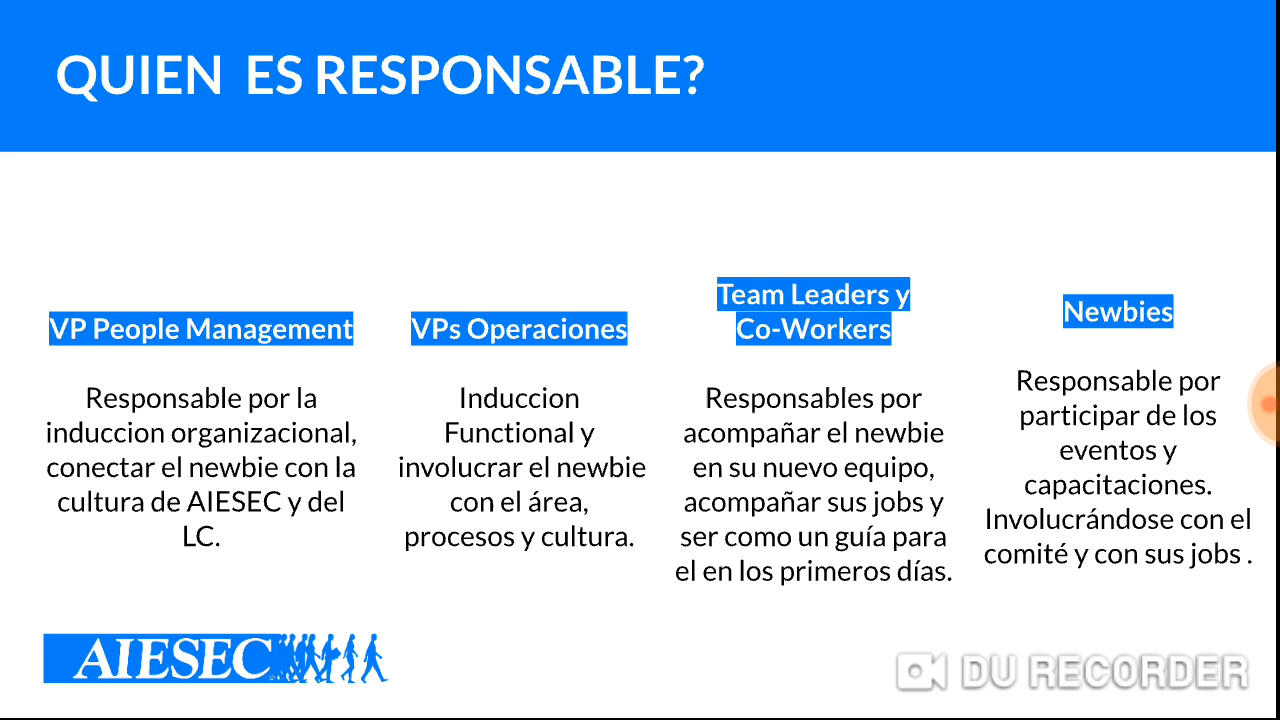 QUIEN ES RESPONSABLE?
VP People Management
Responsable por la
induccion organizacional,
conectar el newbie con la
cultura de AIESEC y del
LC.
VPs Operaciones
Induccion
Functional y
involucrar el newbie
con el área,
procesos y cultura.
Team Leaders y
Co-Workers
Responsables por
acompañar el newbie
en su nuevo equipo,
acompañar sus jobs y
ser como un guía para
el en los primeros días.
Newbies
Responsable por
participar de los
eventos y
capacitaciones.
Involucrándose con el
comité y con sus jobs .
AIESEC
DU RECORDER